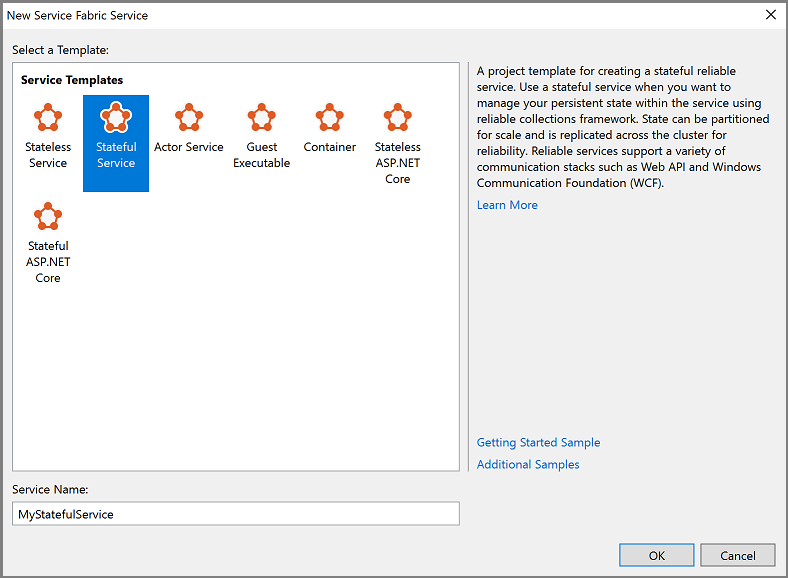 New Service Fabric Service
Select a Template:
Service Templates
Stateless
Service
Stateful
Service
Actor Service
Guest
Executable
Container
Stateless
ASP.NET
Core
Stateful
ASP.NET
Core
A project template for creating a stateful reliable
service. Use a stateful service when you want to
manage your persistent state within the service using
reliable collections framework. State can be partitioned
for scale and is replicated across the cluster for
reliability. Reliable services support a variety of
communication stacks such as Web API and Windows
Communication Foundation (WCF).
Learn More
Getting Started Sample
Additional Samples
Service Name:
MyStatefulService
OK
Cancel